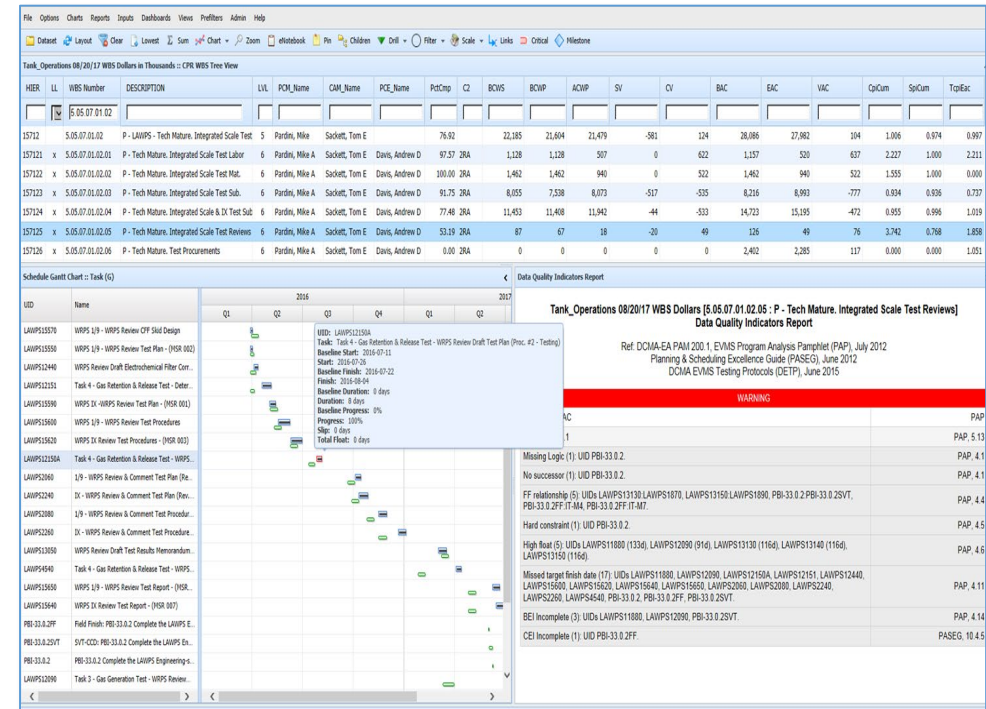 File Options Charts Reports Inputs Dashboards Views Prefilters Admin Help
Dataset Layout Clear Lowest Σ Sum Chart Zoom eNotebook Pin Children Drill Filter Scale Links Critical Milestone
Tank_Operations 08/20/17 WBS Dollars in Thousands :: CPR WBS Tree View
HIER LL WBS Number DESCRIPTION LVL PCM_Name CAM_Name PCE_Name PctCmp C2 BCWS BCWP ACWP SV CV BAC EAC VAC CpiCum SpiCum TcpiEac
5.05.07.01.02
15712 5.05.07.01.02 P - LAWPS - Tech Mature. Integrated Scale Test 5 Pardini, Mike Sackett, Tom E 76.92 22,185 21,604 21,479 -581 124 28,086 27,982 104 1.006 0.974 0.997
157121 x 5.05.07.01.02.01 P - Tech Mature. Integrated Scale Test Labor 6 Pardini, Mike A Sackett, Tom E Davis, Andrew D 97.57 2RA 1,128 1,128 507 0 622 1,157 520 637 2.227 1.000 2.211
157122 x 5.05.07.01.02.02 P - Tech Mature. Integrated Scale Test Mat. 6 Pardini, Mike A Sackett, Tom E Davis, Andrew D 100.00 2RA 1,462 1,462 940 0 522 1,462 940 522 1.555 1.000 0.000
157123 x 5.05.07.01.02.03 P - Tech Mature. Integrated Scale Test Sub. 6 Pardini, Mike A Sackett, Tom E Davis, Andrew D 91.75 2RA 8,055 7,538 8,073 -517 -535 8,216 8,993 -777 0.934 0.936 0.737
157124 x 5.05.07.01.02.04 P - Tech Mature. Integrated Scale & IX Test Sub 6 Pardini, Mike A Sackett, Tom E Davis, Andrew D 77.48 2RA 11,453 11,408 11,942 -44 -533 14,723 15,195 -472 0.955 0.996 1.019
157125 x 5.05.07.01.02.05 P - Tech Mature. Integrated Scale Test Reviews 6 Pardini, Mike A Sackett, Tom E Davis, Andrew D 53.19 2RA 87 67 18 -20 49 126 49 76 3.742 0.768 1.858
157126 x 5.05.07.01.02.06 P - Tech Mature. Test Procurements 6 Pardini, Mike A Sackett, Tom E Davis, Andrew D 0.00 2RA 0 0 0 0 0 2,402 2,285 117 0.000 0.000 1.051
Schedule Gantt Chart :: Task (G)
UID Name 2016 2017
Q1 Q2 Q3 Q4 Q1 Q2
LAWPS15570 WRPS 1/9 - WRPS Review CFF Skid Design
LAWPS15550 WRPS 1/9 - WRPS Review Test Plan - (MSR 002)
LAWPS12440 WRPS Review Draft Electrochemical Filter Corr...
LAWPS12151 Task 4 - Gas Retention & Release Test - Deter...
LAWPS15590 WRPS IX -WRPS Review Test Plan - (MSR 001)
LAWPS15600 WRPS 1/9 - WRPS Review Test Procedures
LAWPS15620 WRPS IX Review Test Procedures - (MSR 003)
LAWPS12150A Task 4 - Gas Retention & Release Test - WRPS...
LAWPS2060 1/9 - WRPS Review & Comment Test Plan (Re...
LAWPS2240 IX - WRPS Review & Comment Test Plan (Rev...
LAWPS2080 1/9 - WRPS Review & Comment Test Procedur...
LAWPS2260 IX - WRPS Review & Comment Test Procedure...
LAWPS13050 WRPS Review Draft Test Results Memorandum...
LAWPS4540 Task 4 - Gas Retention & Release Test - WRPS...
LAWPS15650 WRPS 1/9 - WRPS Review Test Report - (MSR...
LAWPS15640 WRPS IX Review Test Report - (MSR 007)
PBI-33.0.2FF Field Finish: PBI-33.0.2 Complete the LAWPS E...
PBI-33.0.2SVT SVT-CCO: PBI-33.0.2 Complete the LAWPS En...
PBI-33.0.2 PBI-33.0.2 Complete the LAWPS Engineering-s...
LAWPS12090 Task 3 - Gas Generation Test - WRPS Review...
UID: LAWPS12150A
Task: Task 4 - Gas Retention & Release Test - WRPS Review Draft Test Plan (Proc. #2 - Testing)
Baseline Start: 2016-07-11
Start: 2016-07-26
Baseline Finish: 2016-07-22
Finish: 2016-08-04
Baseline Duration: 0 days
Duration: 8 days
Baseline Progress: 0%
Progress: 100%
Slip: 0 days
Total Float: 0 days
Data Quality Indicators Report
Tank_Operations 08/20/17 WBS Dollars [5.05.07.01.02.05 : P - Tech Mature. Integrated Scale Test Reviews]
Data Quality Indicators Report
Ref: DCMA-EA PAM 200.1, EVMS Program Analysis Pamphlet (PAP), July 2012
Planning & Scheduling Excellence Guide (PASEG), June 2012
DCMA EVMS Testing Protocols (DETP), June 2015
WARNING
AC PAP
.1 PAP, 5.13
Missing Logic (1): UID PBI-33.0.2. PAP, 4.1
No successor (1): UID PBI-33.0.2. PAP, 4.1
FF relationship (5): UIDs LAWPS13130:LAWPS1870, LAWPS13150:LAWPS1890, PBI-33.0.2:PBI-33.0.2SVT,
PBI-33.0.2FF:IT-M4, PBI-33.0.2FF:IT-M7. PAP, 4.4
Hard constraint (1): UID PBI-33.0.2. PAP, 4.5
High float (5): UIDs LAWPS11880 (133d), LAWPS12090 (91d), LAWPS13130 (116d), LAWPS13140 (116d),
LAWPS13150 (116d). PAP, 4.6
Missed target finish date (17): UIDs LAWPS11880, LAWPS12090, LAWPS12150A, LAWPS12151, LAWPS12440,
LAWPS15600, LAWPS15620, LAWPS15640, LAWPS15650, LAWPS2060, LAWPS2080, LAWPS2240,
LAWPS2260, LAWPS4540, PBI-33.0.2, PBI-33.0.2FF, PBI-33.0.2SVT. PAP, 4.11
BEI Incomplete (3): UIDs LAWPS11880, LAWPS12090, PBI-33.0.2SVT. PAP, 4.14
CEI Incomplete (1): UID PBI-33.0.2FF. PASEG, 10.4.5